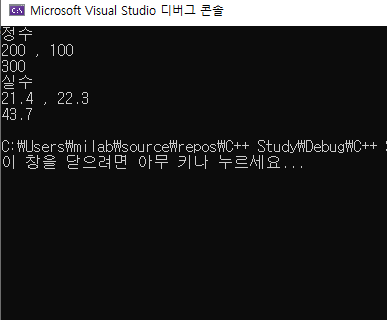 C:\ Microsoft Visual Studio 디버그 콘솔
정수
200 , 100
300
실수
21.4 , 22.3
43.7
C:₩Users₩milab₩source₩repos₩C++ Study₩Debug₩C++
이 창을 닫으려면 아무 키나 누르세요...